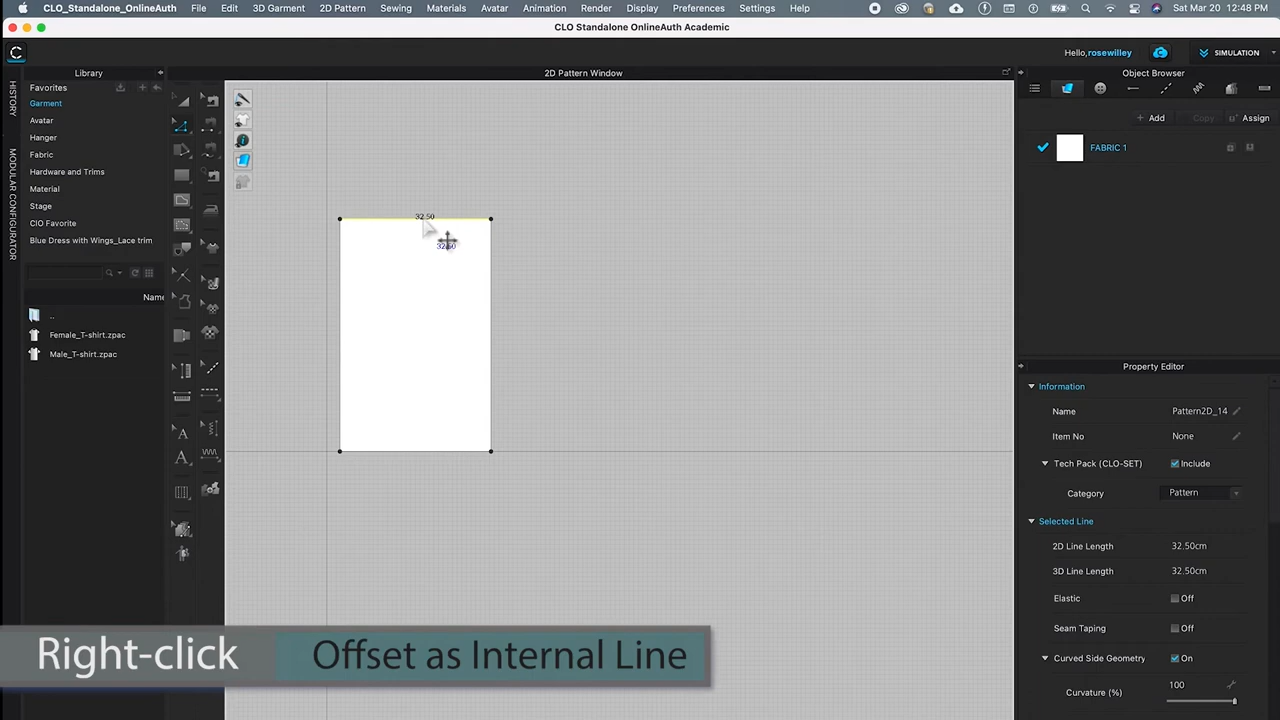 CLO_Standalone_OnlineAuth File Edit 3D Garment 2D Pattern Sewing Materials Avatar Animation Render Display Preferences Settings Help Sat Mar 20 12:48 PM
CLO Standalone OnlineAuth Academic
Hello,rosewilley SIMULATION
Library
2D Pattern Window
Object Browser
HISTORY
MODULAR CONFIGURATOR
Favorites
Garment
Avatar
Hanger
Fabric
Hardware and Trims
Material
Stage
ClO Favorite
Blue Dress with Wings_Lace trim
Name
..
Female_T-shirt.zpac
Male_T-shirt.zpac
32.50
Add Copy Assign
FABRIC 1
Property Editor
Information
Name Pattern2D_14
Item No None
Tech Pack (CLO-SET) Include
Category Pattern
Selected Line
2D Line Length 32.50cm
3D Line Length 32.50cm
Elastic Off
Seam Taping Off
Curved Side Geometry On
Curvature (%) 100
Right-click Offset as Internal Line